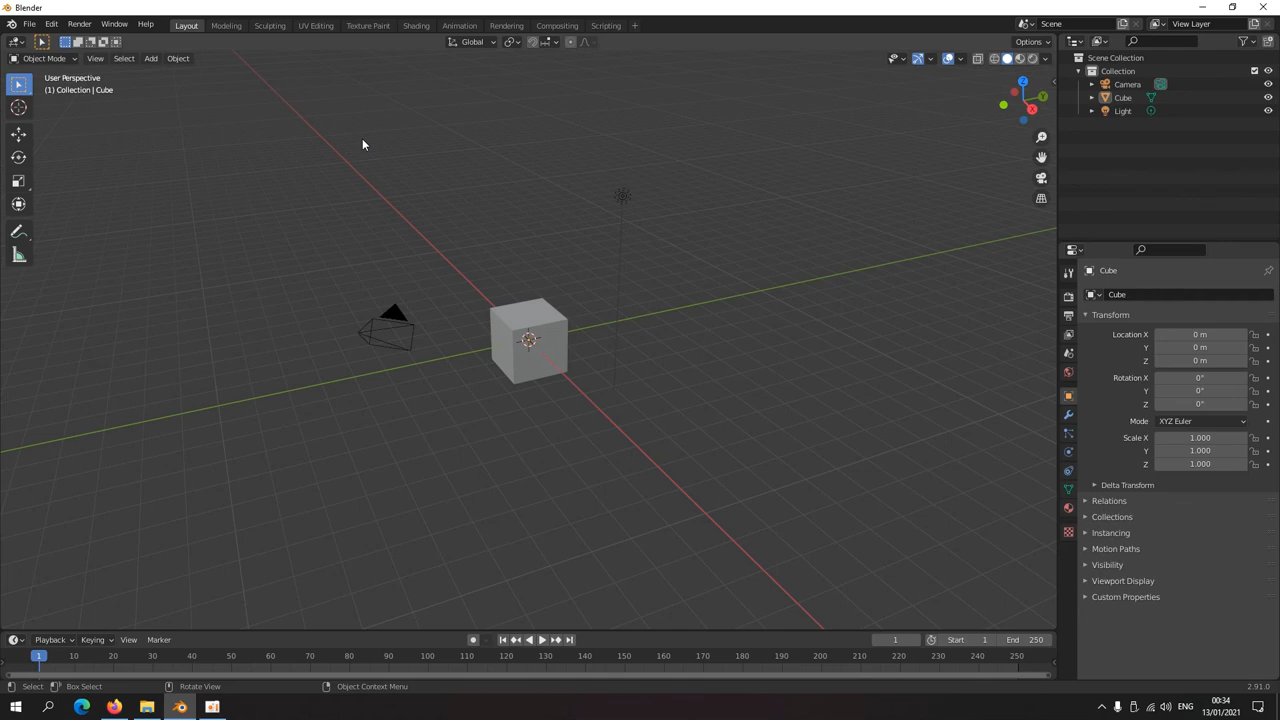 Blender
File Edit Render Window Help Layout Modeling Sculpting UV Editing Texture Paint Shading Animation Rendering Compositing Scripting + Scene View Layer
Global Options
Object Mode View Select Add Object
User Perspective
(1) Collection | Cube
Z
Y
X
Scene Collection
Collection
Camera
Cube
Light
Cube
Cube
Transform
Location X 0 m
Y 0 m
Z 0 m
Rotation X 0°
Y 0°
Z 0°
Mode XYZ Euler
Scale X 1.000
Y 1.000
Z 1.000
Delta Transform
Relations
Collections
Instancing
Motion Paths
Visibility
Viewport Display
Custom Properties
Playback Keying View Marker 1 Start 1 End 250
1 10 20 30 40 50 60 70 80 90 100 110 120 130 140 150 160 170 180 190 200 210 220 230 240 250
Select Box Select Rotate View Object Context Menu 2.91.0
ENG 00:34
13/01/2021